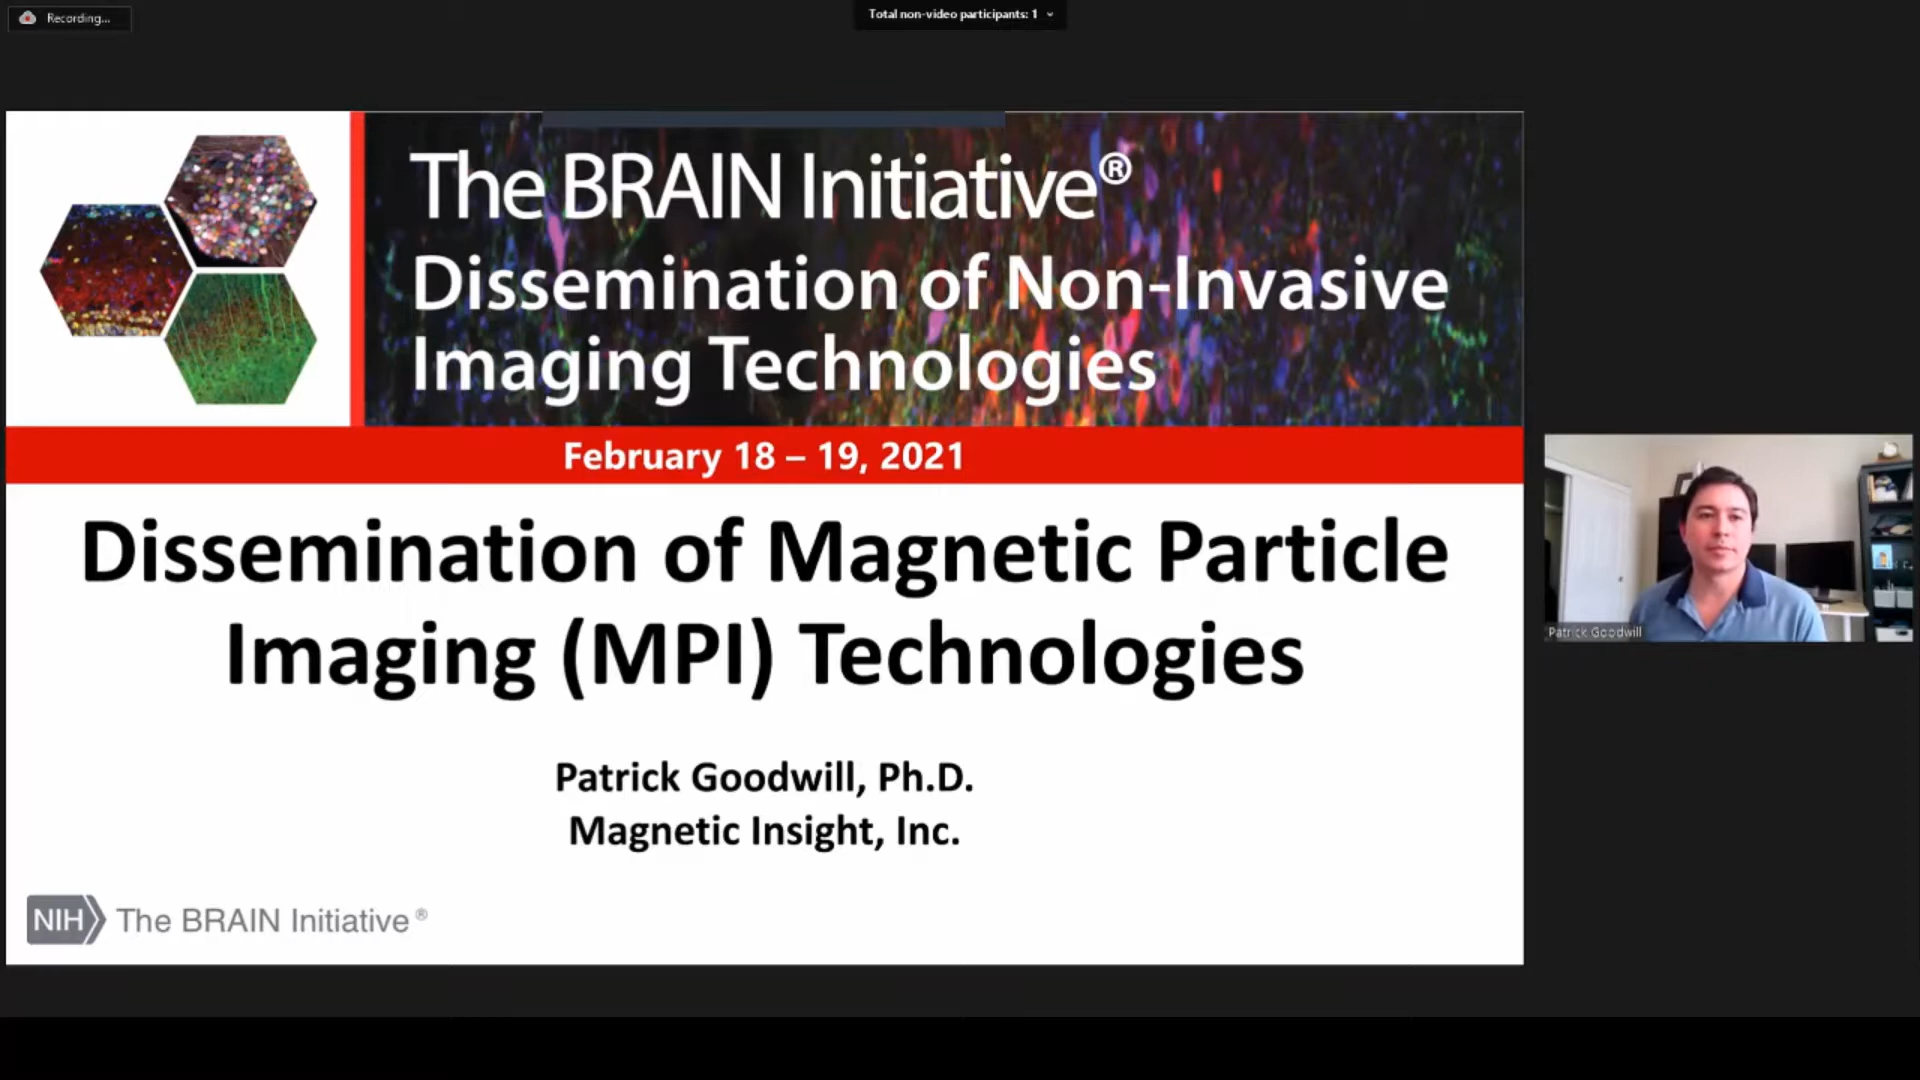 Recording...
Total non-video participants: 1
The BRAIN Initiative®
Dissemination of Non-Invasive
Imaging Technologies
February 18 – 19, 2021
Dissemination of Magnetic Particle
Imaging (MPI) Technologies
Patrick Goodwill, Ph.D.
Magnetic Insight, Inc.
NIH The BRAIN Initiative®
Patrick Goodwill